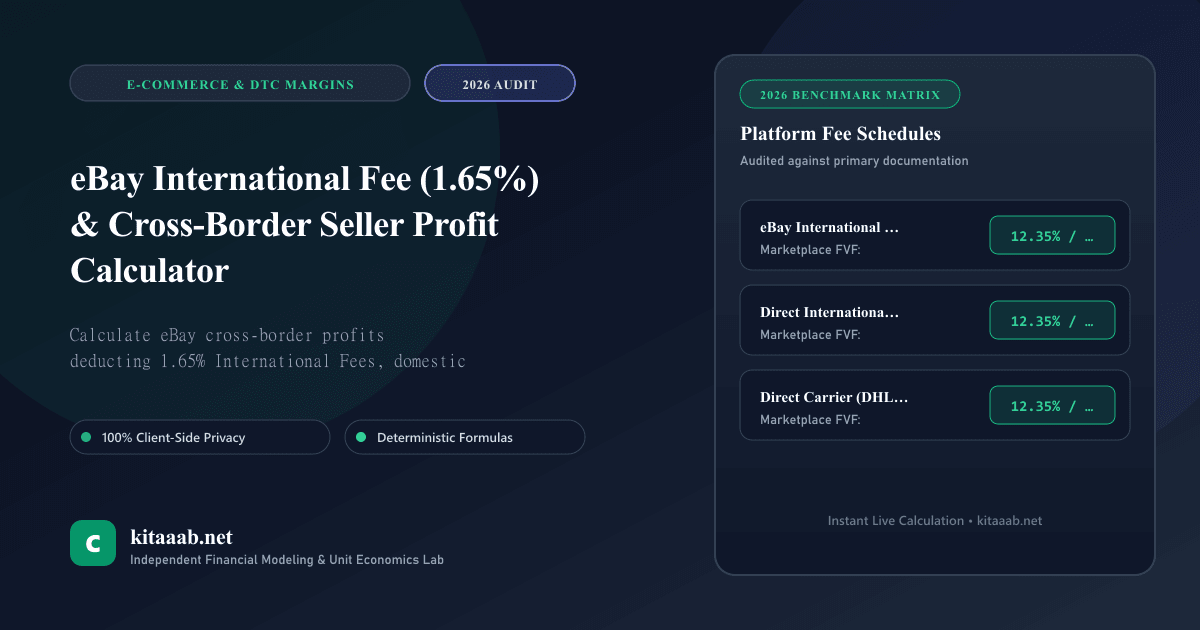 E-COMMERCE & DTC MARGINS
2026 AUDIT
eBay International Fee (1.65%)
& Cross-Border Seller Profit
Calculator
Calculate eBay cross-border profits
deducting 1.65% International Fees, domestic
100% Client-Side Privacy
Deterministic Formulas
C
kitaaab.net
Independent Financial Modeling & Unit Economics Lab
2026 BENCHMARK MATRIX
Platform Fee Schedules
Audited against primary documentation
eBay International …
Marketplace FVF:
12.35% / …
Direct Internationa…
Marketplace FVF:
12.35% / …
Direct Carrier (DHL…
Marketplace FVF:
12.35% / …
Instant Live Calculation • kitaaab.net